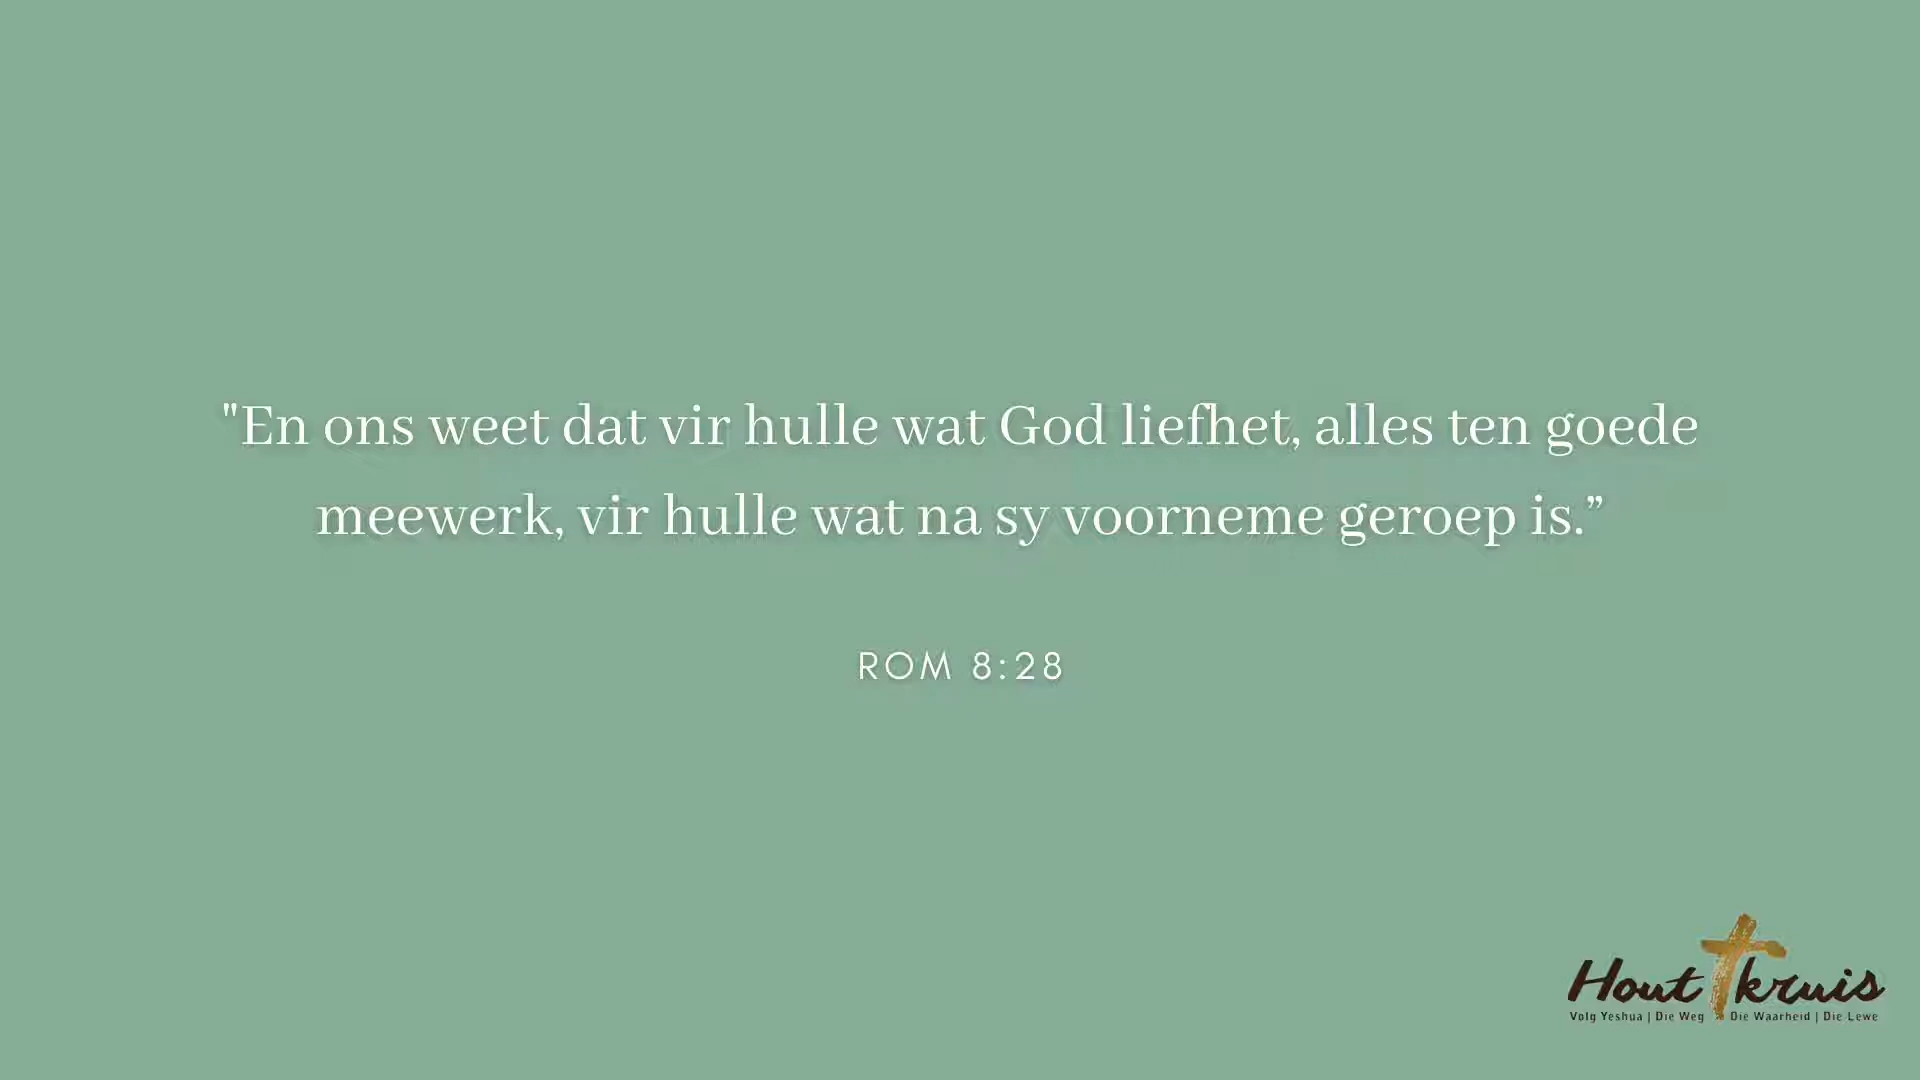 "En ons weet dat vir hulle wat God liefhet, alles ten goede
meewerk, vir hulle wat na sy voorneme geroep is.”
ROM 8:28
Hout kruis
Volg Yeshua | Die Weg Die Waarheid | Die Lewe